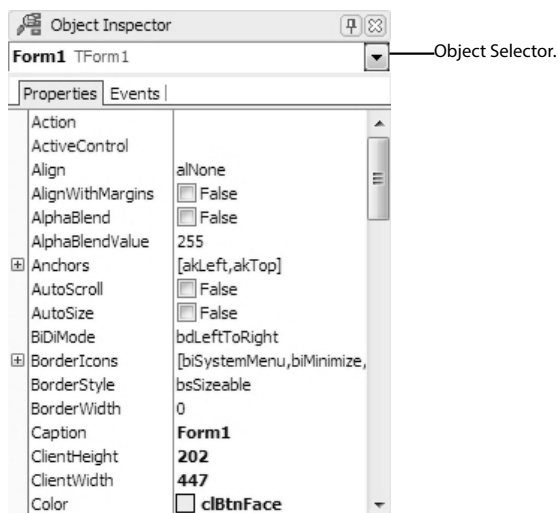 Object Inspector
Form1 TForm1
Object Selector.
Properties Events
Action
ActiveControl
Align alNone
AlignWithMargins False
AlphaBlend False
AlphaBlendValue 255
Anchors [akLeft,akTop]
AutoScroll False
AutoSize False
BiDiMode bdLeftToRight
BorderIcons [biSystemMenu,biMinimize,
BorderStyle bsSizeable
BorderWidth 0
Caption Form1
ClientHeight 202
ClientWidth 447
Color clBtnFace